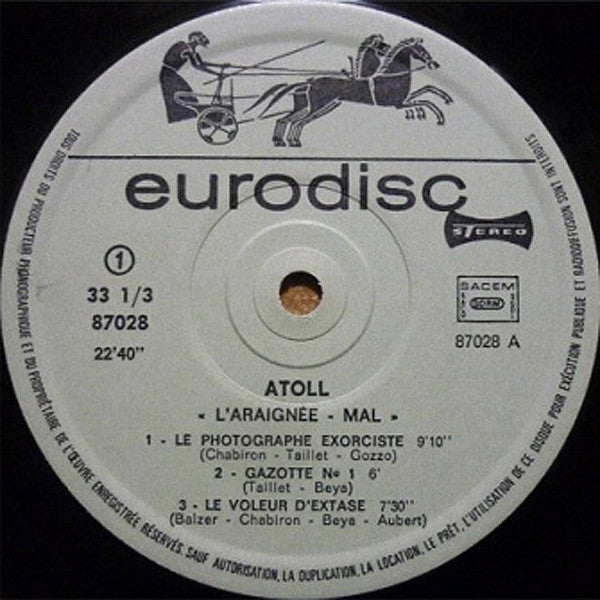 eurodisc
STEREO
1
33 1/3
87028
22'40"
SACEM
SDRM
87028 A
ATOLL
« L'ARAIGNÉE - MAL »
1 - LE PHOTOGRAPHE EXORCISTE 9'10"
(Chabiron - Taillet - Gozzo)
2 - GAZOTTE No 1 6'
(Taillet - Beya)
3 - LE VOLEUR D'EXTASE 7'30"
(Balzer - Chabiron - Beya - Aubert)
TOUS DROITS DU PRODUCTEUR PHONOGRAPHIQUE ET DU PROPRIÉTAIRE DE L'ŒUVRE ENREGISTRÉE RÉSERVÉS. SAUF AUTORISATION, LA DUPLICATION, LA LOCATION, LE PRÊT, L'UTILISATION DE CE DISQUE POUR EXÉCUTION PUBLIQUE ET RADIODIFFUSION SONT INTERDITS